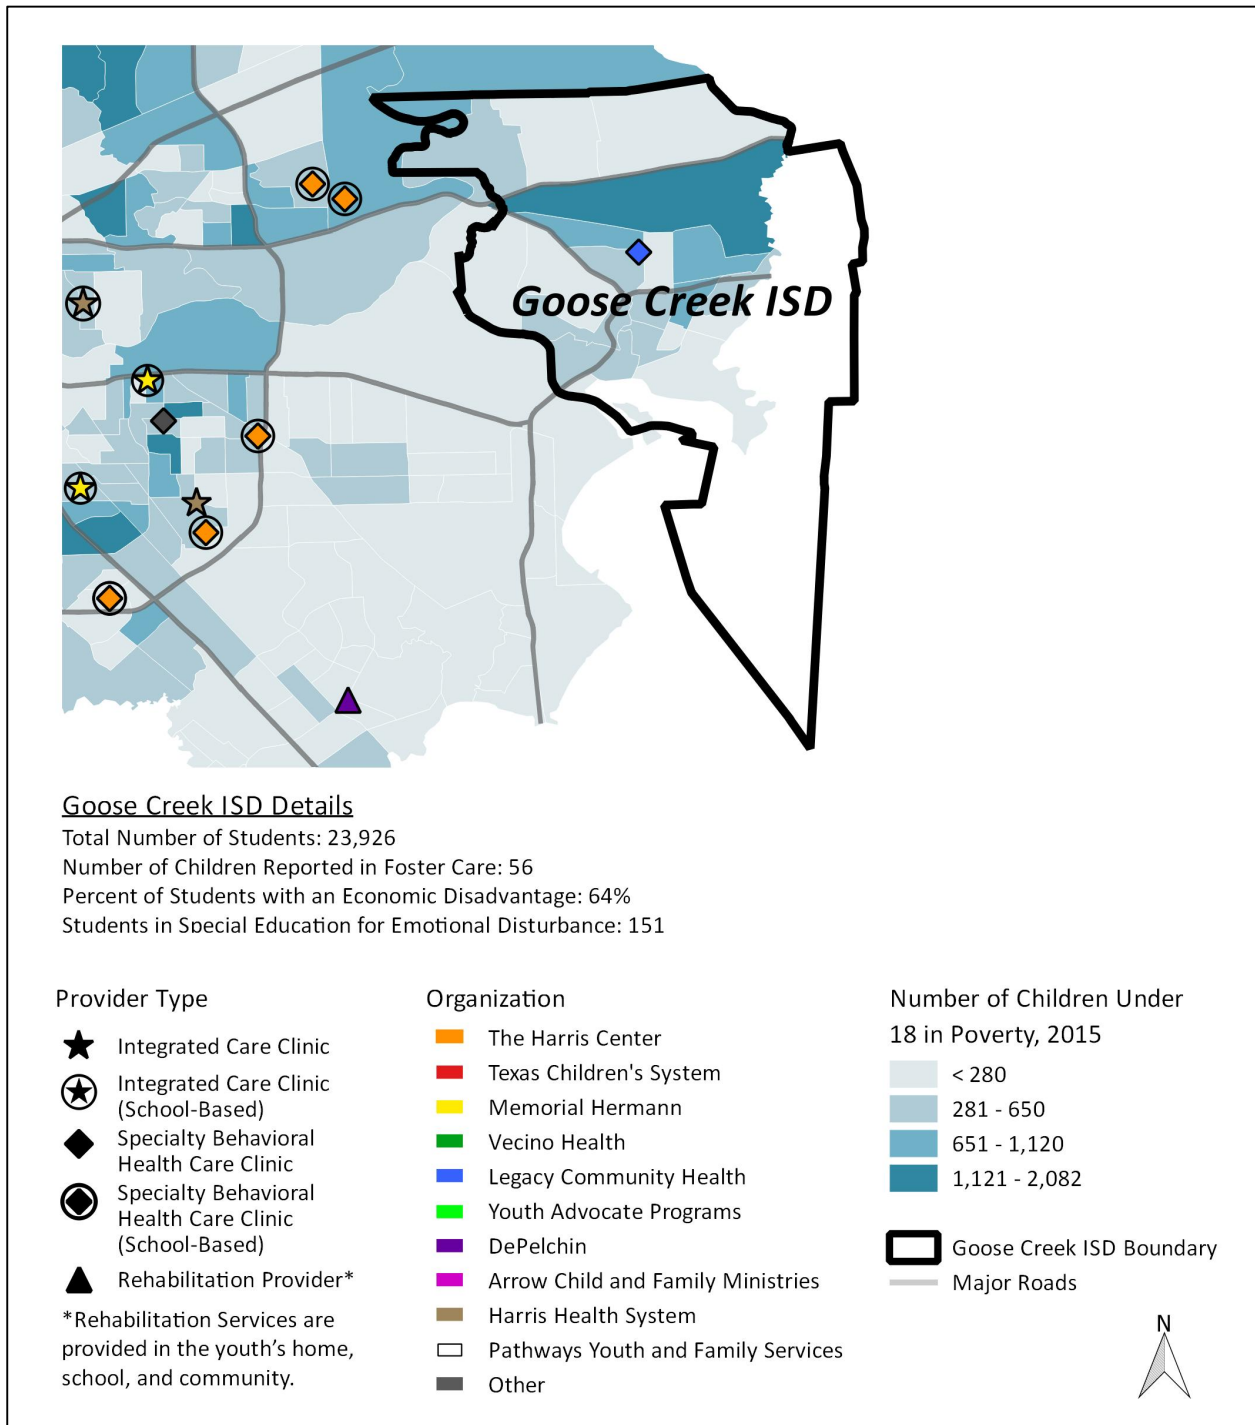 Goose Creek ISD
Goose Creek ISD Details
Total Number of Students: 23,926
Number of Children Reported in Foster Care: 56
Percent of Students with an Economic Disadvantage: 64%
Students in Special Education for Emotional Disturbance: 151
Provider Type
Integrated Care Clinic
Integrated Care Clinic
(School-Based)
Specialty Behavioral
Health Care Clinic
Specialty Behavioral
Health Care Clinic
(School-Based)
Rehabilitation Provider*
*Rehabilitation Services are
provided in the youth’s home,
school, and community.
Organization
The Harris Center
Texas Children's System
Memorial Hermann
Vecino Health
Legacy Community Health
Youth Advocate Programs
DePelchin
Arrow Child and Family Ministries
Harris Health System
Pathways Youth and Family Services
Other
Number of Children Under
18 in Poverty, 2015
< 280
281 - 650
651 - 1,120
1,121 - 2,082
Goose Creek ISD Boundary
Major Roads
N